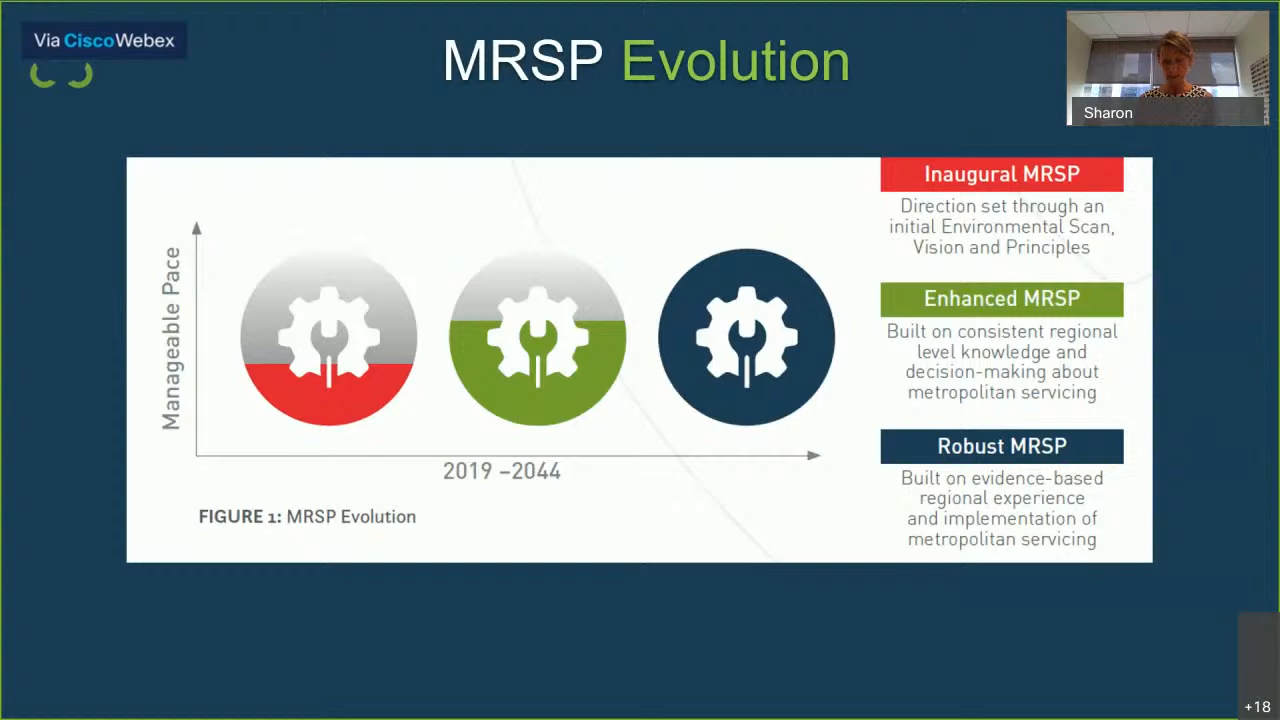 Via CiscoWebex
MRSP Evolution
Sharon
Manageable Pace
2019 –2044
FIGURE 1: MRSP Evolution
Inaugural MRSP
Direction set through an
initial Environmental Scan,
Vision and Principles
Enhanced MRSP
Built on consistent regional
level knowledge and
decision-making about
metropolitan servicing
Robust MRSP
Built on evidence-based
regional experience
and implementation of
metropolitan servicing
+18